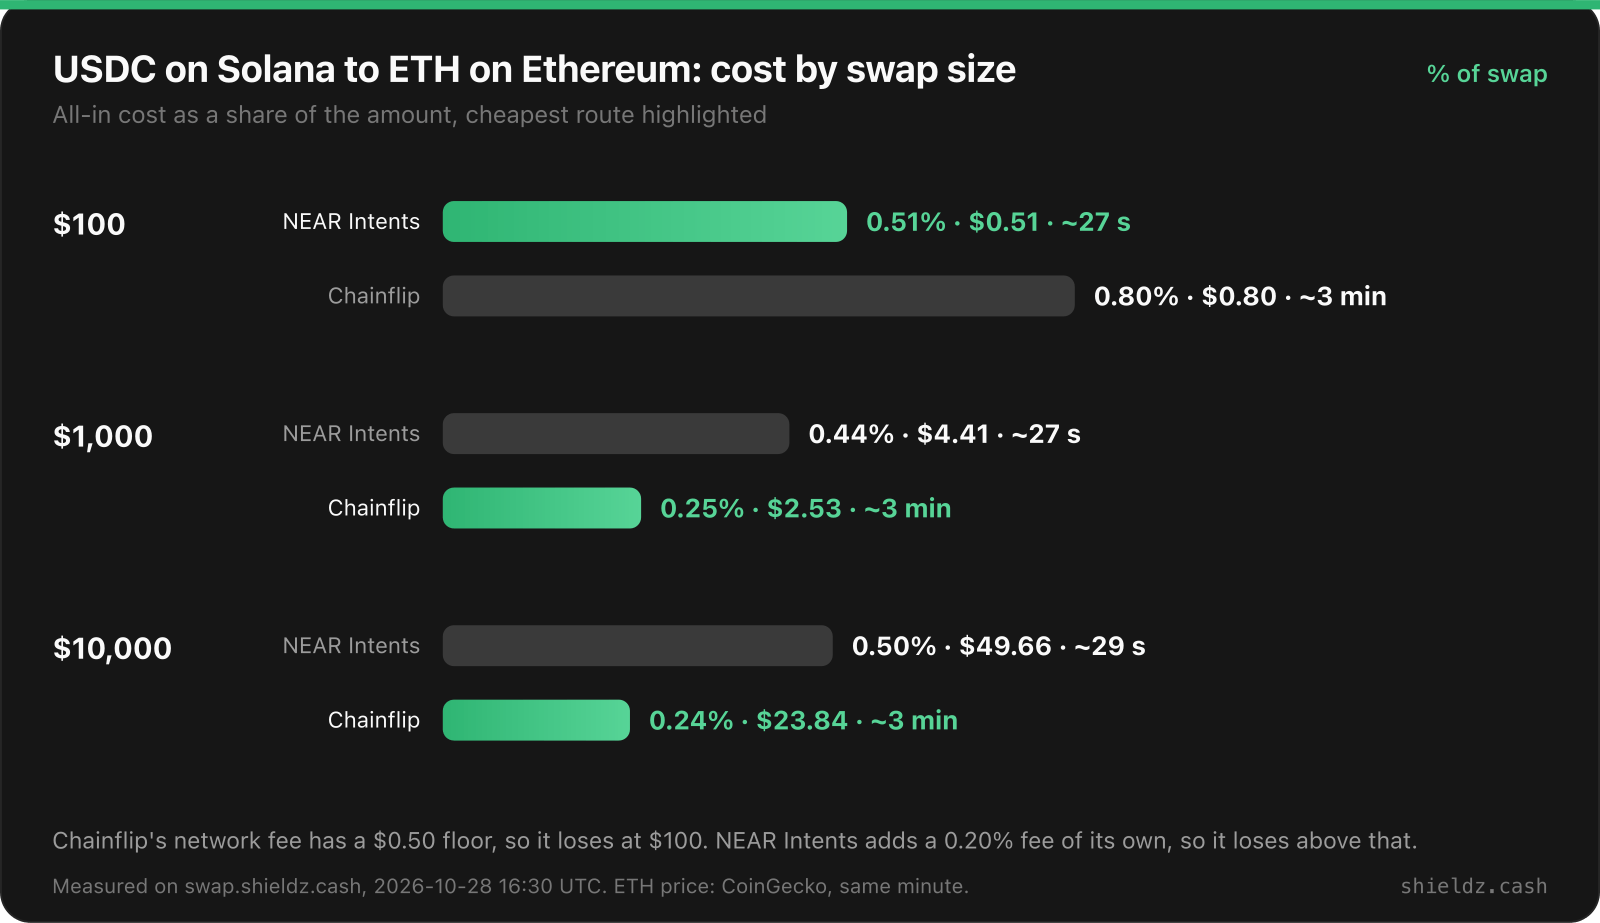 USDC on Solana to ETH on Ethereum: cost by swap size
% of swap
All-in cost as a share of the amount, cheapest route highlighted
$100
NEAR Intents
0.51% · $0.51 · ~27 s
Chainflip
0.80% · $0.80 · ~3 min
$1,000
NEAR Intents
0.44% · $4.41 · ~27 s
Chainflip
0.25% · $2.53 · ~3 min
$10,000
NEAR Intents
0.50% · $49.66 · ~29 s
Chainflip
0.24% · $23.84 · ~3 min
Chainflip's network fee has a $0.50 floor, so it loses at $100. NEAR Intents adds a 0.20% fee of its own, so it loses above that.
Measured on swap.shieldz.cash, 2026-10-28 16:30 UTC. ETH price: CoinGecko, same minute.
shieldz.cash